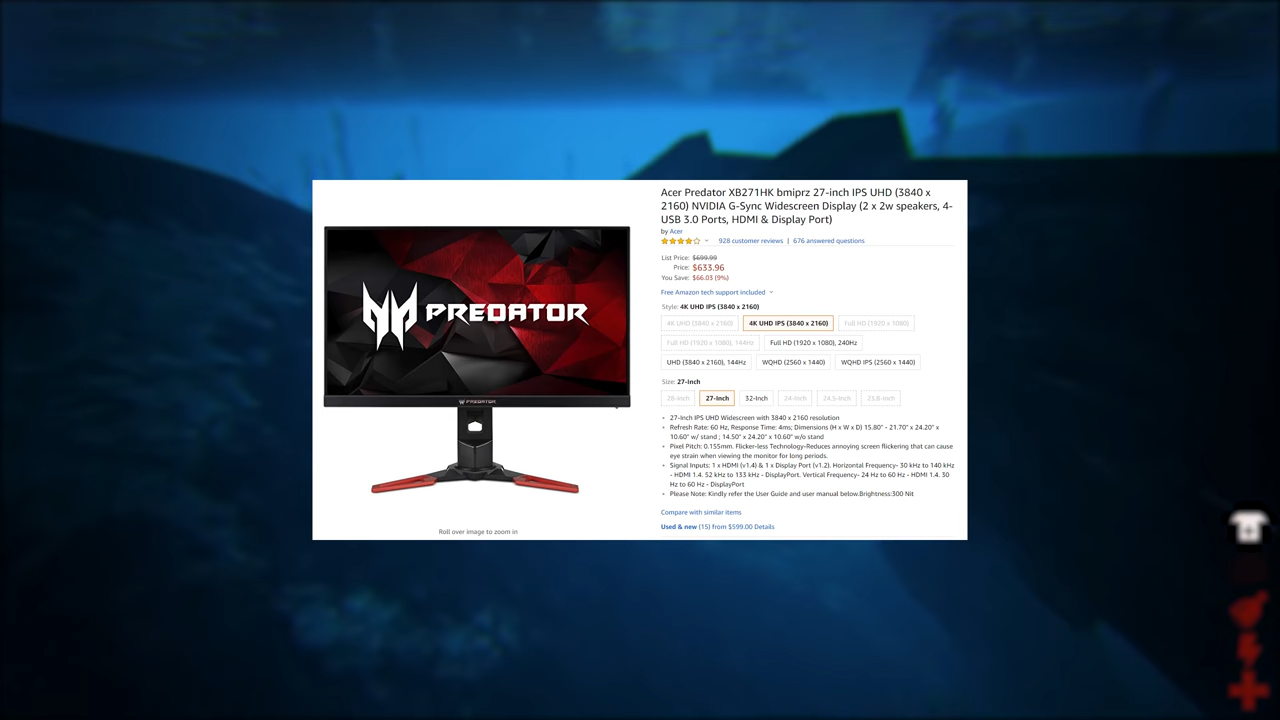 Acer Predator XB271HK bmiprz 27-inch IPS UHD (3840 x
2160) NVIDIA G-Sync Widescreen Display (2 x 2w speakers, 4-
USB 3.0 Ports, HDMI & Display Port)
by Acer
928 customer reviews | 676 answered questions
List Price: $699.99
Price: $633.96
You Save: $66.03 (9%)
Free Amazon tech support included
Style: 4K UHD IPS (3840 x 2160)
4K UHD (3840 x 2160) 4K UHD IPS (3840 x 2160) Full HD (1920 x 1080)
Full HD (1920 x 1080), 144Hz Full HD (1920 x 1080), 240Hz
UHD (3840 x 2160), 144Hz WQHD (2560 x 1440) WQHD IPS (2560 x 1440)
Size: 27-Inch
28-Inch 27-Inch 32-Inch 24-Inch 24.5-Inch 23.8-Inch
27-Inch IPS UHD Widescreen with 3840 x 2160 resolution
Refresh Rate: 60 Hz, Response Time: 4ms; Dimensions (H x W x D) 15.80" - 21.70" x 24.20" x
10.60" w/ stand ; 14.50" x 24.20" x 10.60" w/o stand
Pixel Pitch: 0.155mm. Flicker-less Technology-Reduces annoying screen flickering that can cause
eye strain when viewing the monitor for long periods.
Signal Inputs: 1 x HDMI (v1.4) & 1 x Display Port (v1.2). Horizontal Frequency- 30 kHz to 140 kHz
- HDMI 1.4. 52 kHz to 133 kHz - DisplayPort. Vertical Frequency- 24 Hz to 60 Hz - HDMI 1.4. 30
Hz to 60 Hz - DisplayPort
Please Note: Kindly refer the User Guide and user manual below.Brightness:300 Nit
Compare with similar items
Used & new (15) from $599.00 Details
PREDATOR
PREDATOR
Roll over image to zoom in